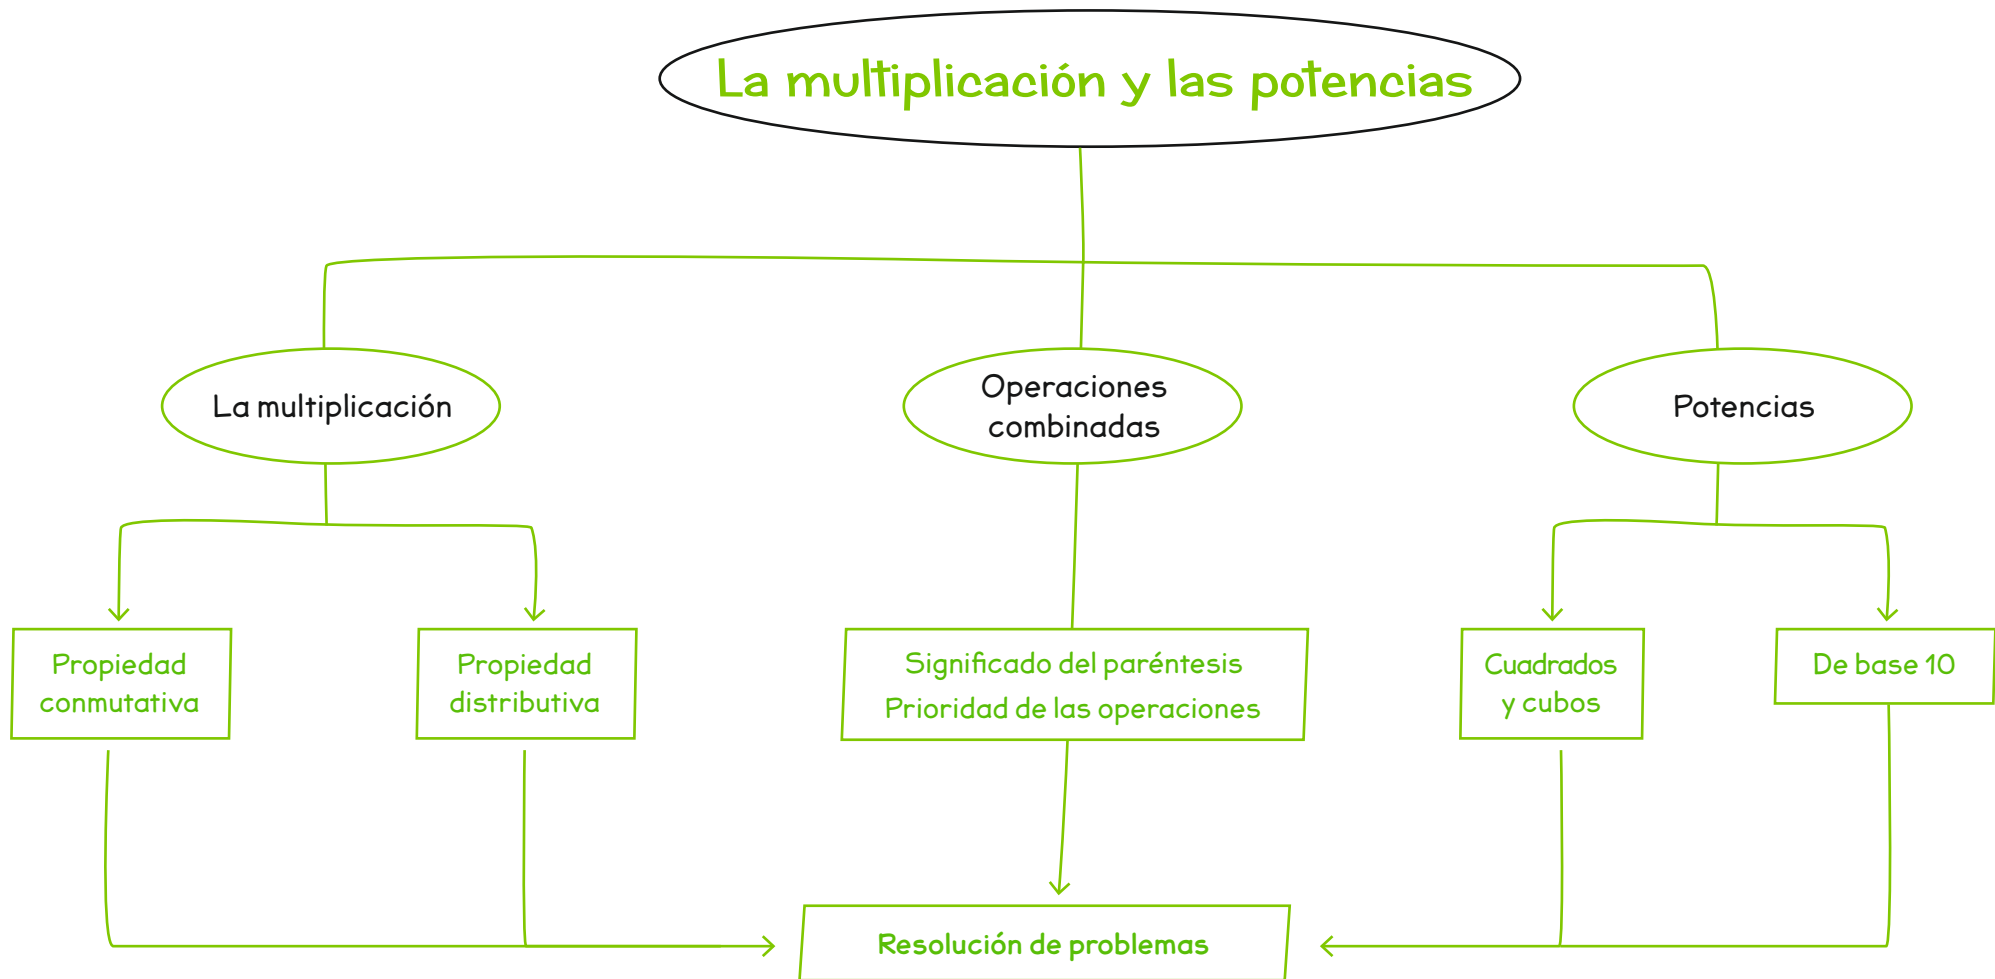 La multiplicación y las potencias
La multiplicación
Operaciones
combinadas
Potencias
Propiedad
conmutativa
Propiedad
distributiva
Significado del paréntesis
Prioridad de las operaciones
Cuadrados
y cubos
De base 10
Resolución de problemas